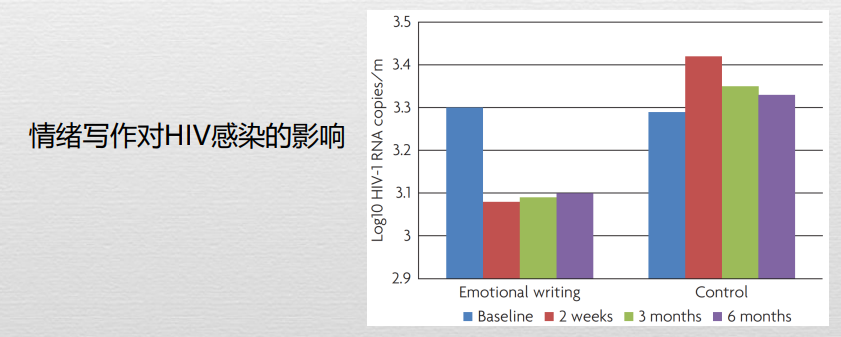 情绪写作对HIV感染的影响
Log10 HIV-1 RNA copies/m
3.5
3.4
3.3
3.2
3.1
3
2.9
Emotional writing Control
Baseline 2 weeks 3 months 6 months